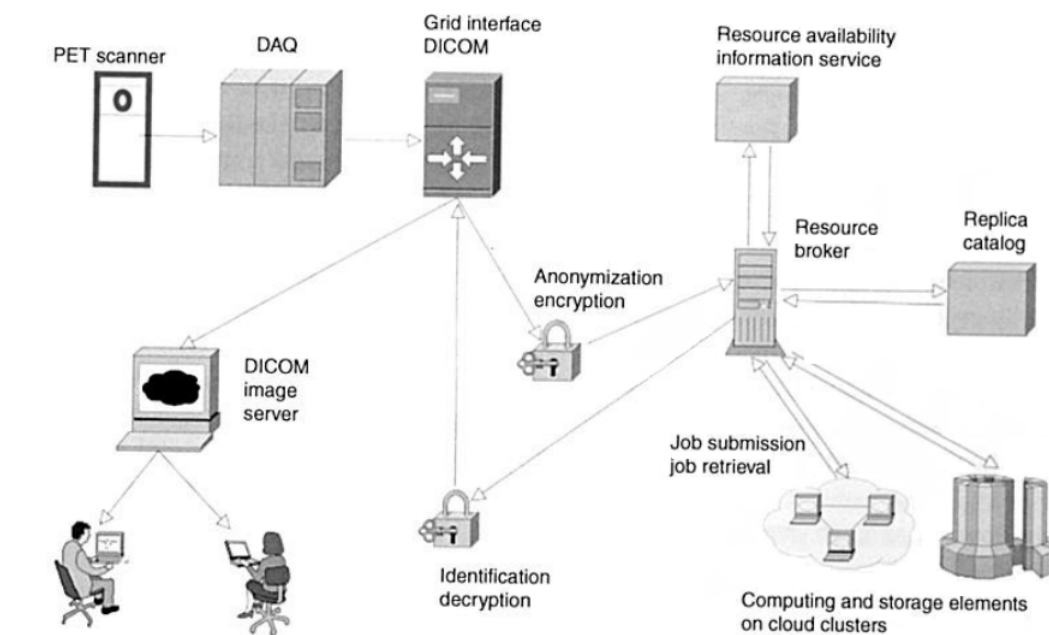 PET scanner
DAQ
Grid interface
DICOM
Resource availability
information service
Resource
broker
Replica
catalog
Anonymization
encryption
DICOM
image
server
Job submission
job retrieval
Identification
decryption
Computing and storage elements
on cloud clusters